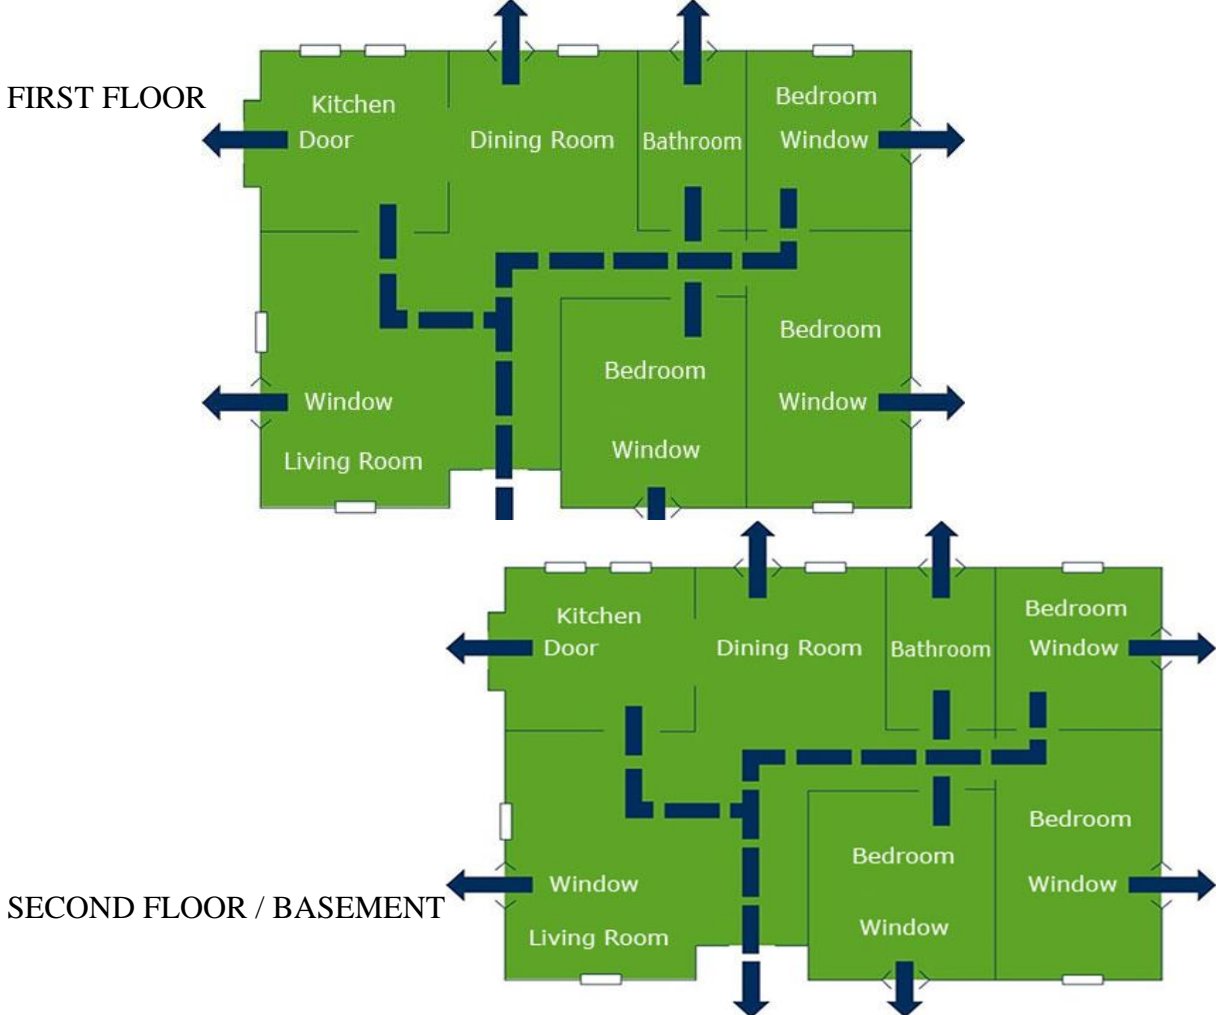 FIRST FLOOR
Kitchen
Door
Dining Room
Bathroom
Bedroom
Window
Bedroom
Window
Bedroom
Window
Window
Living Room
SECOND FLOOR / BASEMENT
Kitchen
Door
Dining Room
Bathroom
Bedroom
Window
Bedroom
Window
Bedroom
Window
Window
Living Room